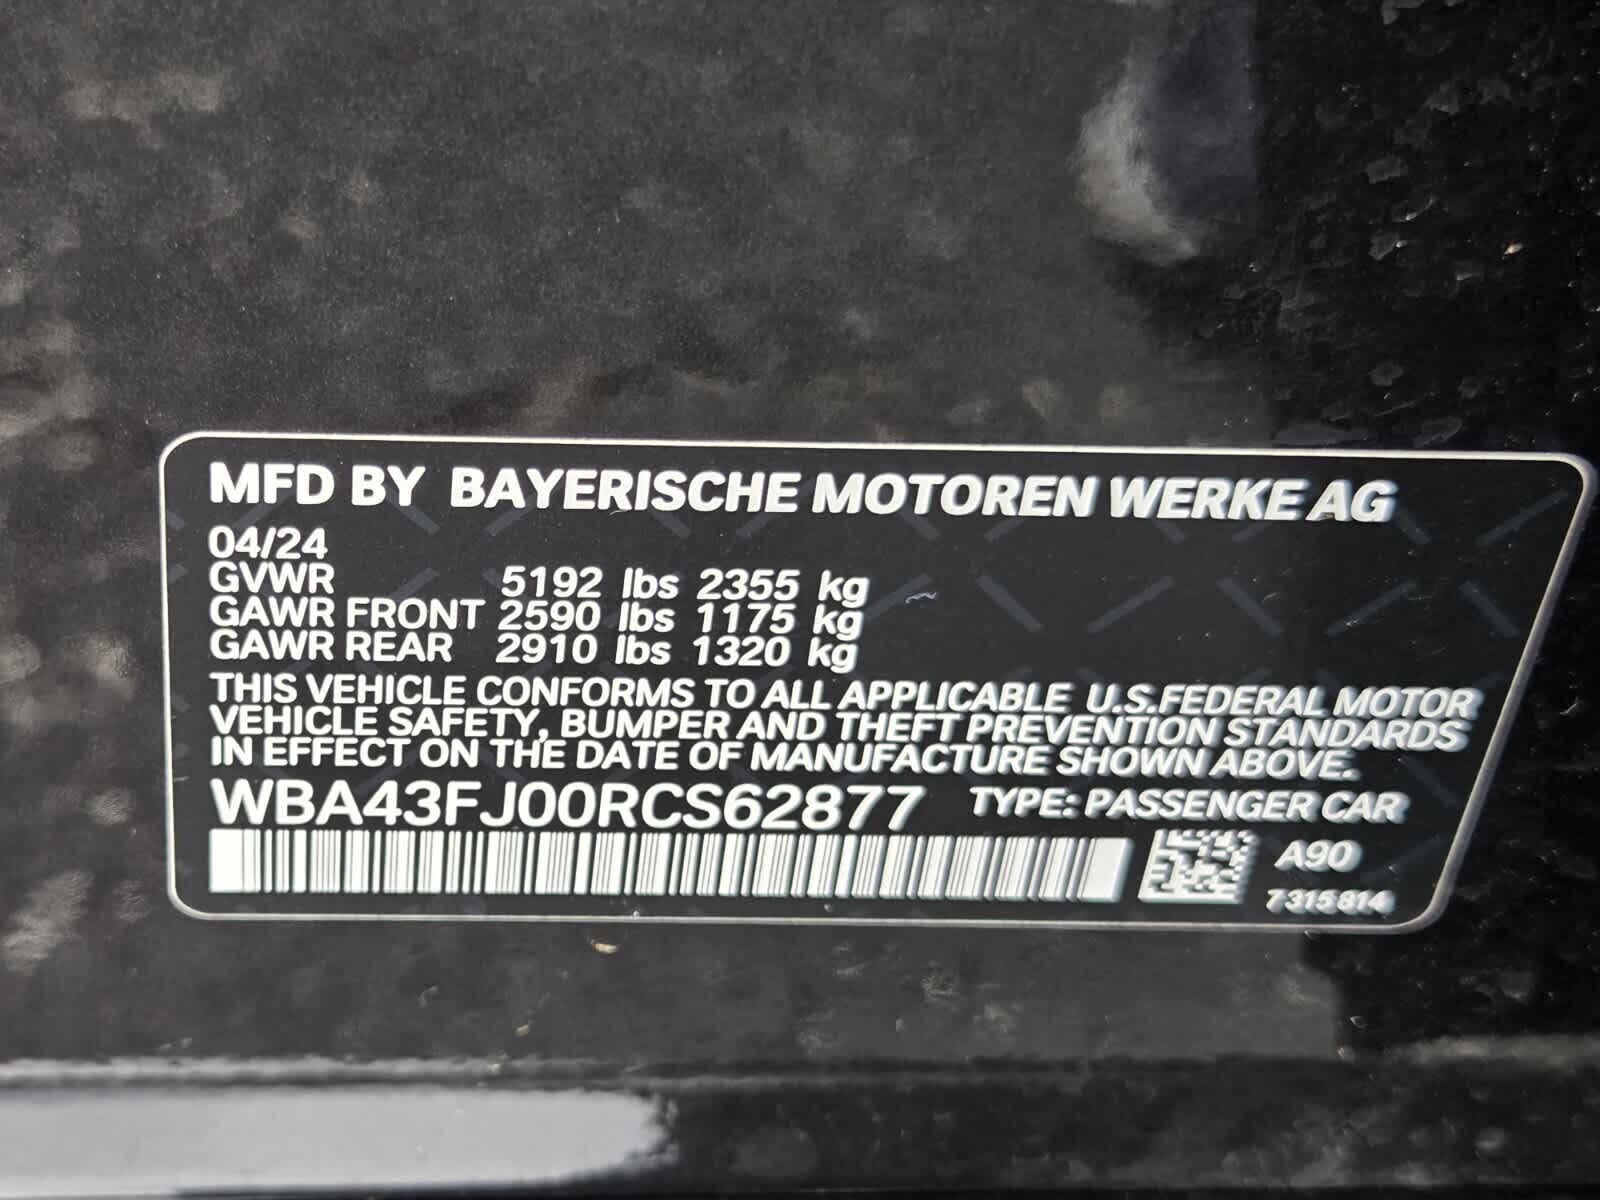 MFD BY BAYERISCHE MOTOREN WERKE AG
04/24
GVWR 5192 lbs 2355 kg
GAWR FRONT 2590 lbs 1175 kg
GAWR REAR 2910 lbs 1320 kg
THIS VEHICLE CONFORMS TO ALL APPLICABLE U.S.FEDERAL MOTOR
VEHICLE SAFETY, BUMPER AND THEFT PREVENTION STANDARDS
IN EFFECT ON THE DATE OF MANUFACTURE SHOWN ABOVE.
WBA43FJ00RCS62877 TYPE: PASSENGER CAR
A90
7315814